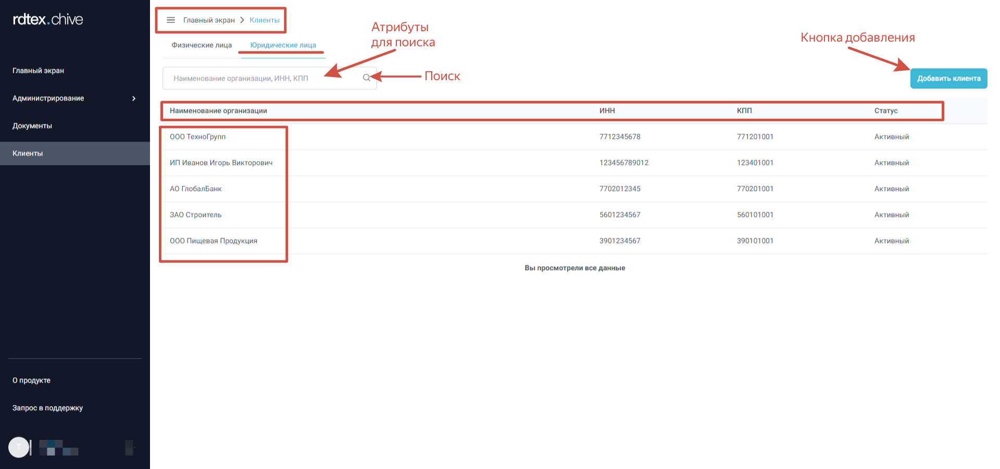 rdtex.chive
Главный экран
Администрирование
Документы
Клиенты
О продукте
Запрос в поддержку
Т
Главный экран > Клиенты
Физические лица Юридические лица
Атрибуты
для поиска
Наименование организации, ИНН, КПП
Поиск
Кнопка добавления
Добавить клиента
Наименование организации ИНН КПП Статус
ООО ТехноГрупп 7712345678 771201001 Активный
ИП Иванов Игорь Викторович 123456789012 123401001 Активный
АО ГлобалБанк 7702012345 770201001 Активный
ЗАО Строитель 5601234567 560101001 Активный
ООО Пищевая Продукция 3901234567 390101001 Активный
Вы просмотрели все данные